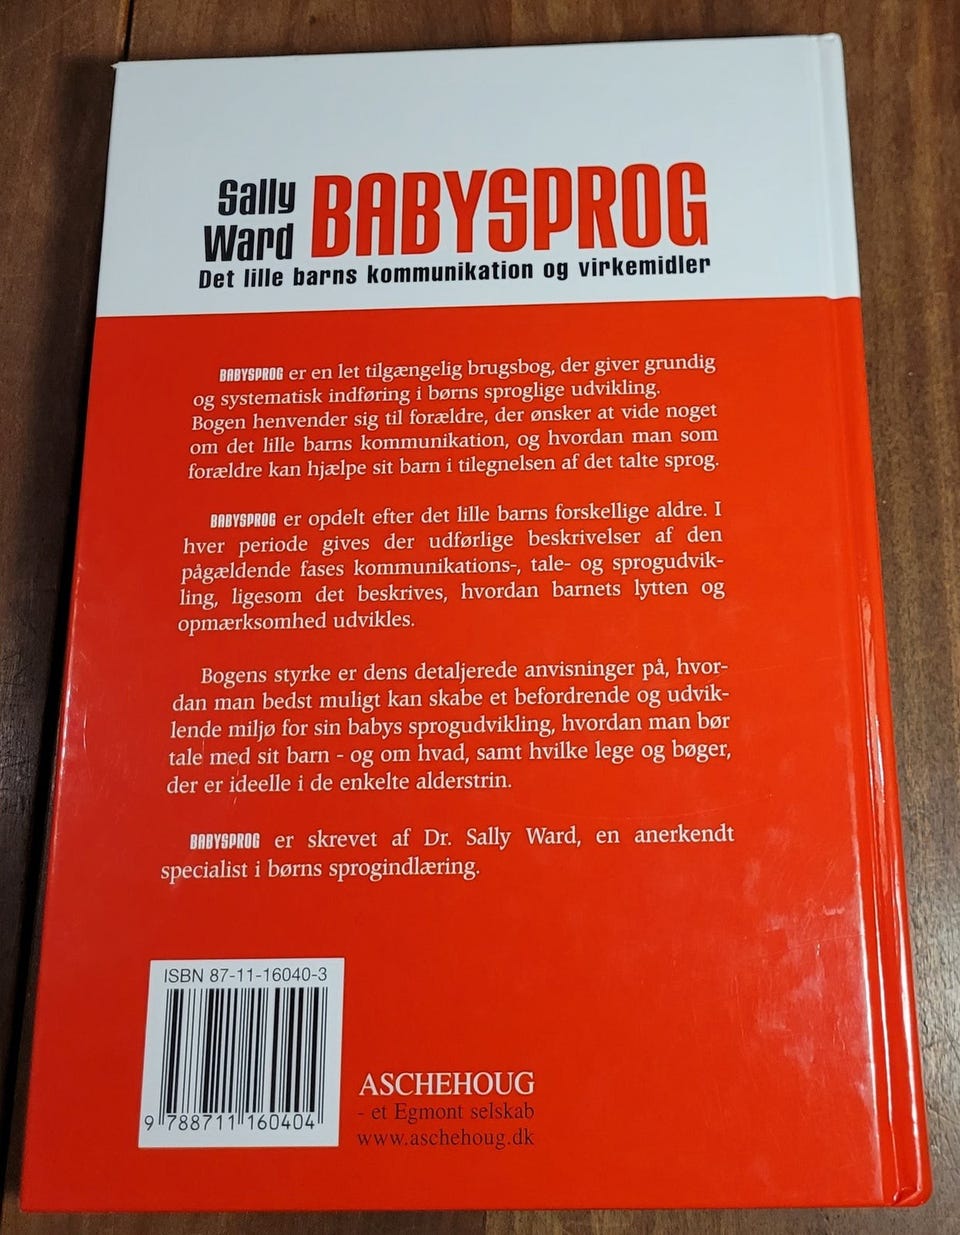 Sally
Ward
BABYSPROG
Det lille barns kommunikation og virkemidler
BABYSPROG er en let tilgængelig brugsbog, der giver grundig
og systematisk indføring i børns sproglige udvikling.
Bogen henvender sig til forældre, der ønsker at vide noget
om det lille barns kommunikation, og hvordan man som
forældre kan hjælpe sit barn i tilegnelsen af det talte sprog.
BABYSPROG er opdelt efter det lille barns forskellige aldre. I
hver periode gives der udførlige beskrivelser af den
pågældende fases kommunikations-, tale- og sprogudvik-
ling, ligesom det beskrives, hvordan barnets lytten og
opmærksomhed udvikles.
Bogens styrke er dens detaljerede anvisninger på, hvor-
dan man bedst muligt kan skabe et befordrende og udvik-
lende miljø for sin babys sprogudvikling, hvordan man bør
tale med sit barn - og om hvad, samt hvilke lege og bøger,
der er ideelle i de enkelte alderstrin.
BABYSPROG er skrevet af Dr. Sally Ward, en anerkendt
specialist i børns sprogindlæring.
ISBN 87-11-16040-3
9 788711 160404
ASCHEHOUG
- et Egmont selskab
www.aschehoug.dk